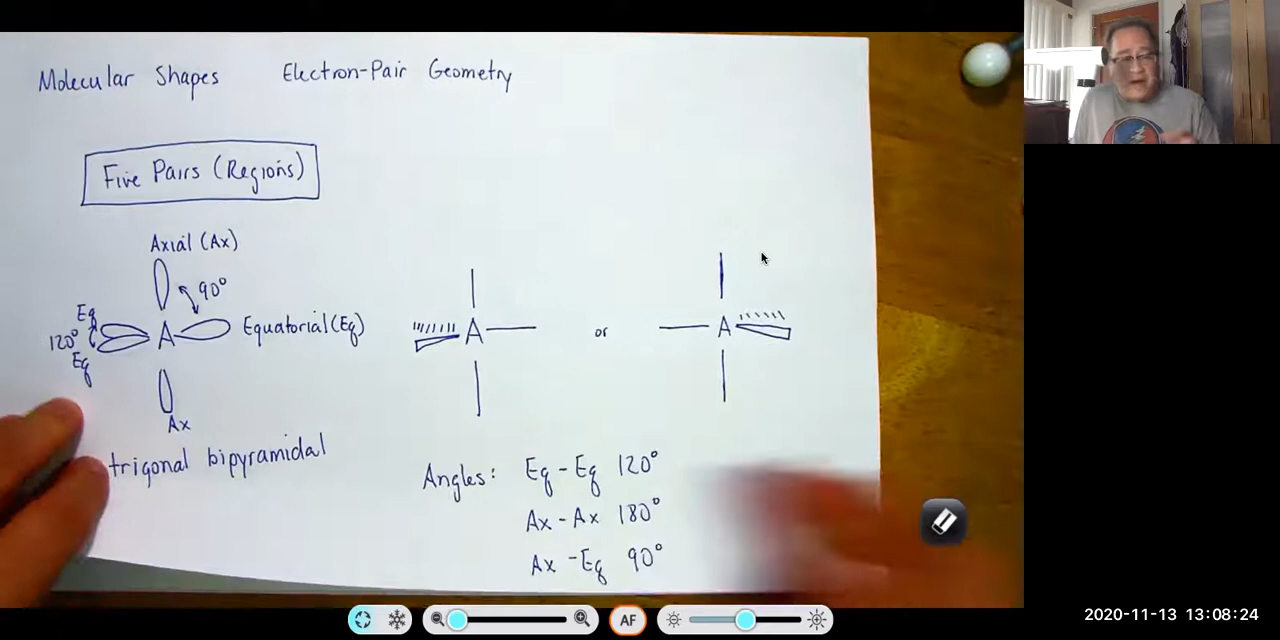 Molecular Shapes Electron-Pair Geometry
Five Pairs (Regions)
Axial (Ax)
90°
Eq
120°
Eq
A
Equatorial (Eq)
Ax
trigonal bipyramidal
A
or
A
Angles: Eq - Eq 120°
Ax - Ax 180°
Ax - Eq 90°
AF
2020-11-13 13:08:24